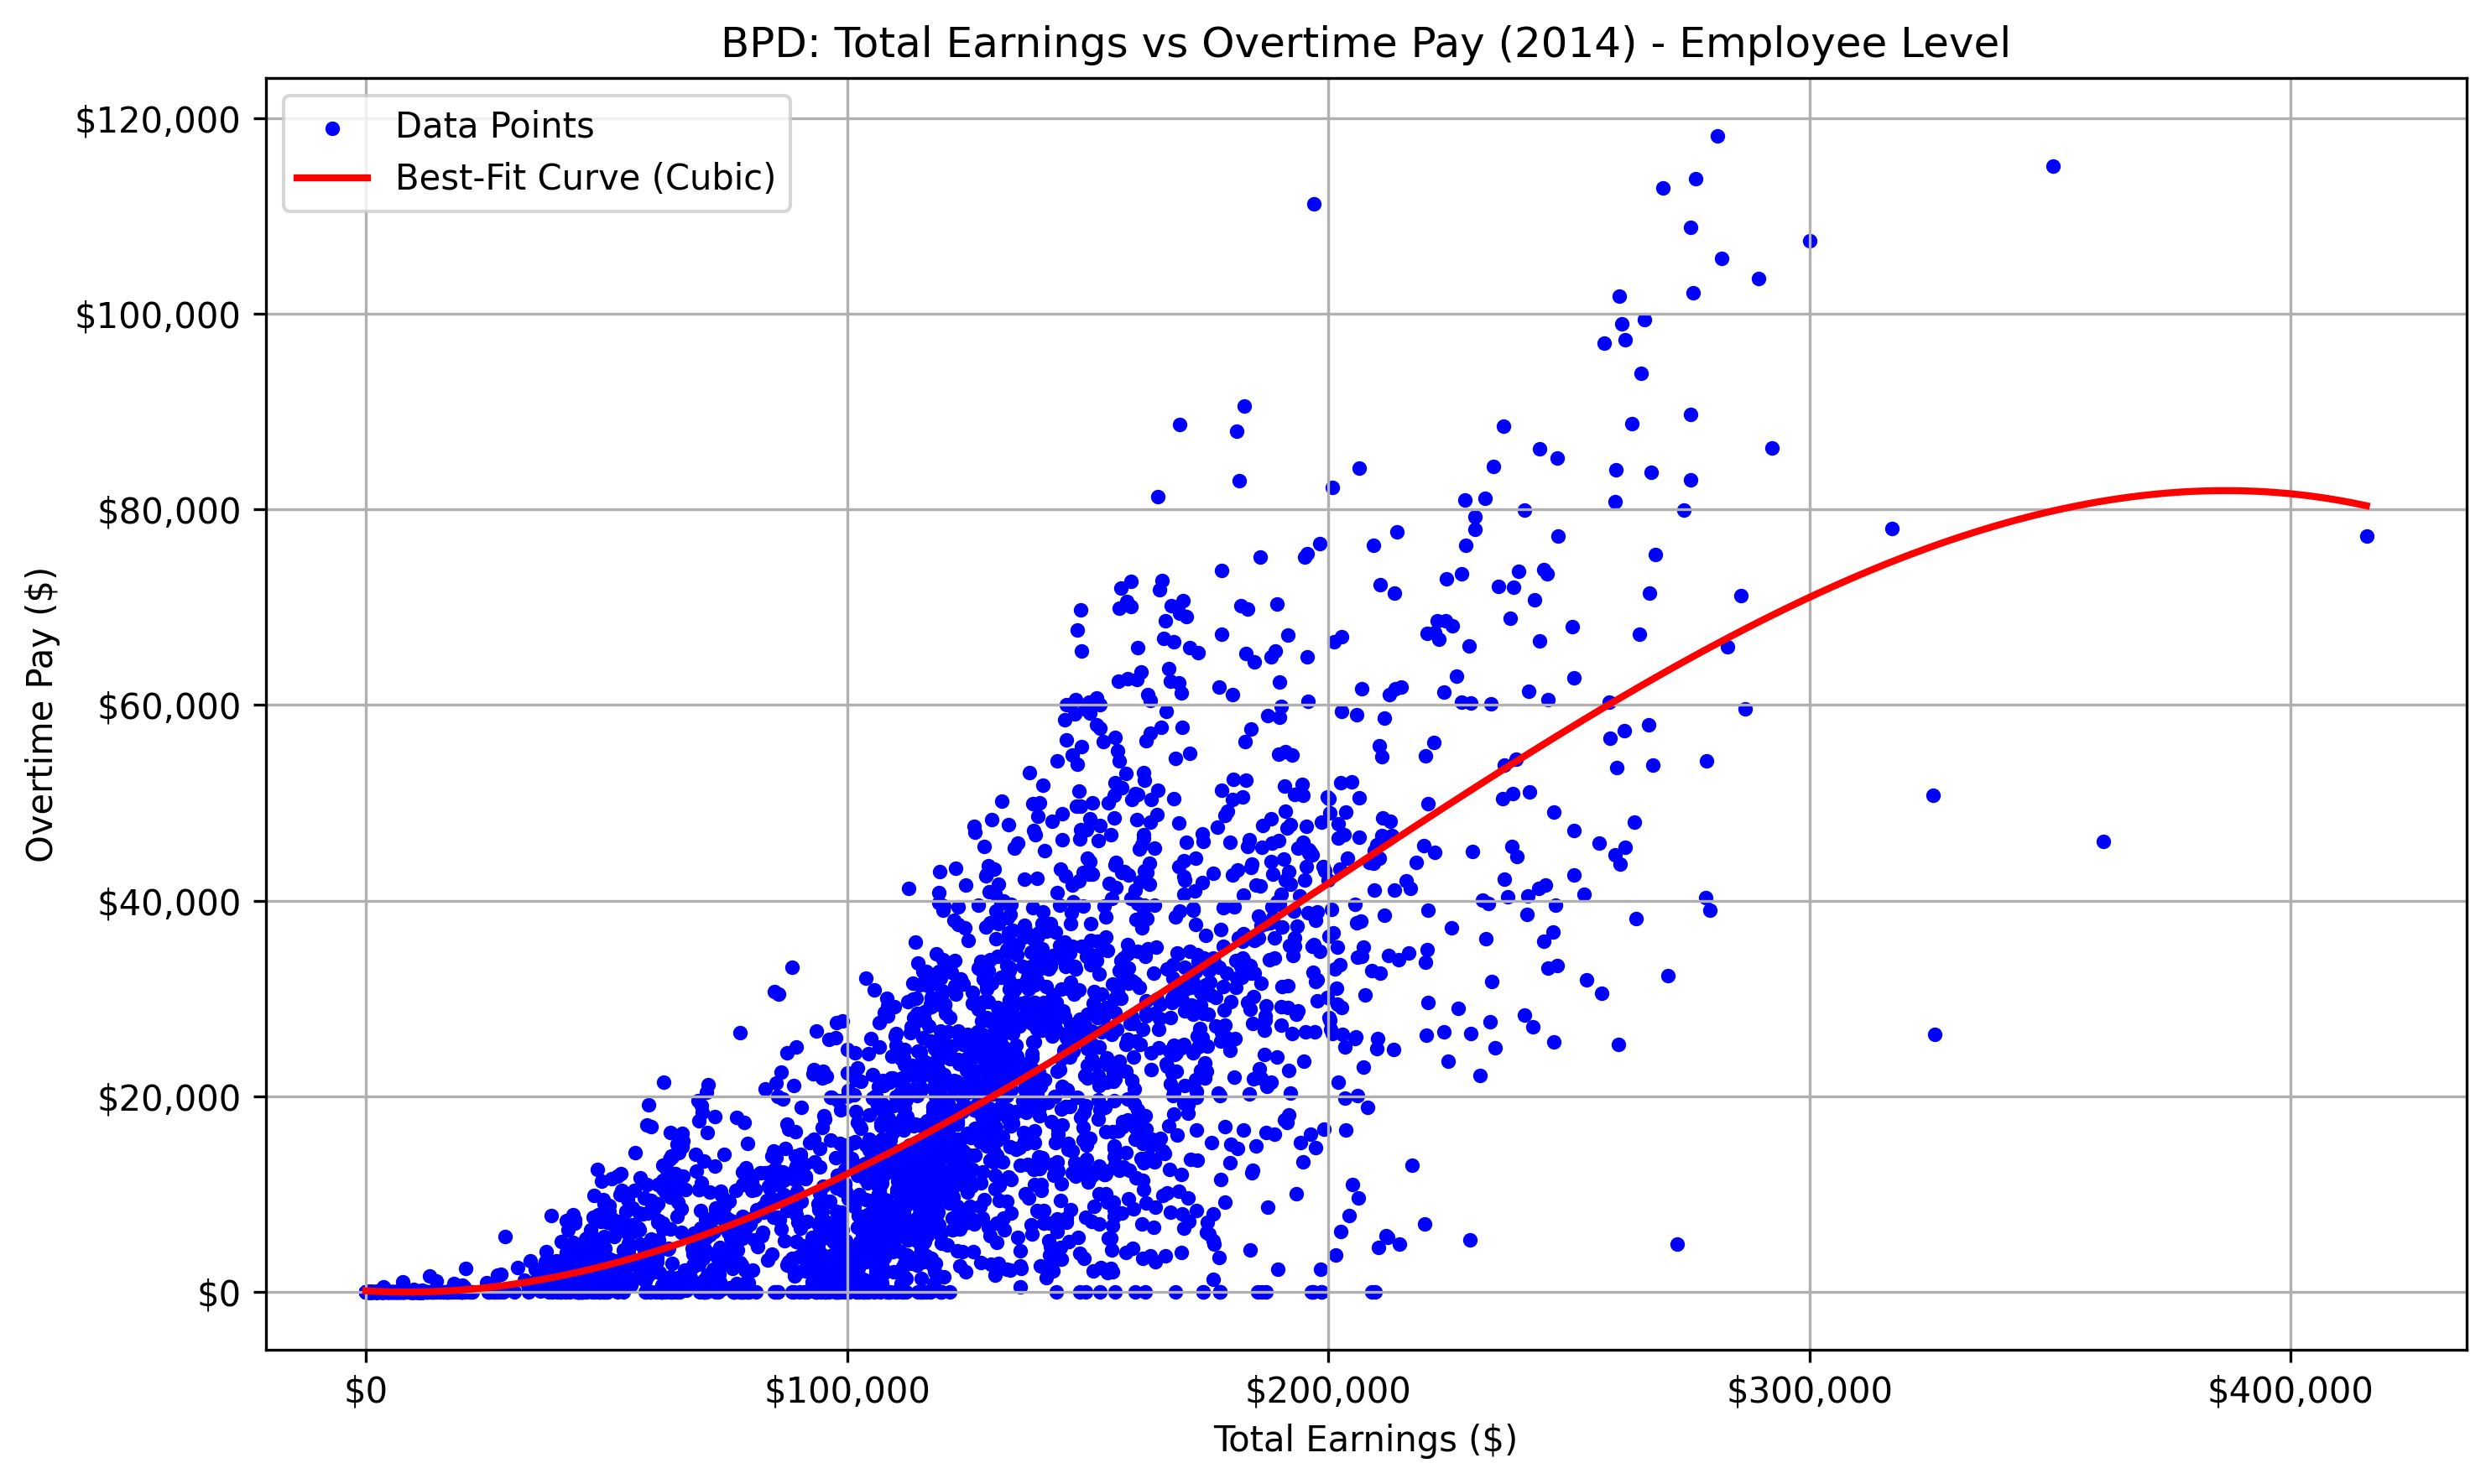 BPD: Total Earnings vs Overtime Pay (2014) - Employee Level
Data Points
Best-Fit Curve (Cubic)
Overtime Pay ($)
$120,000
$100,000
$80,000
$60,000
$40,000
$20,000
$0
$0 $100,000 $200,000 $300,000 $400,000
Total Earnings ($)